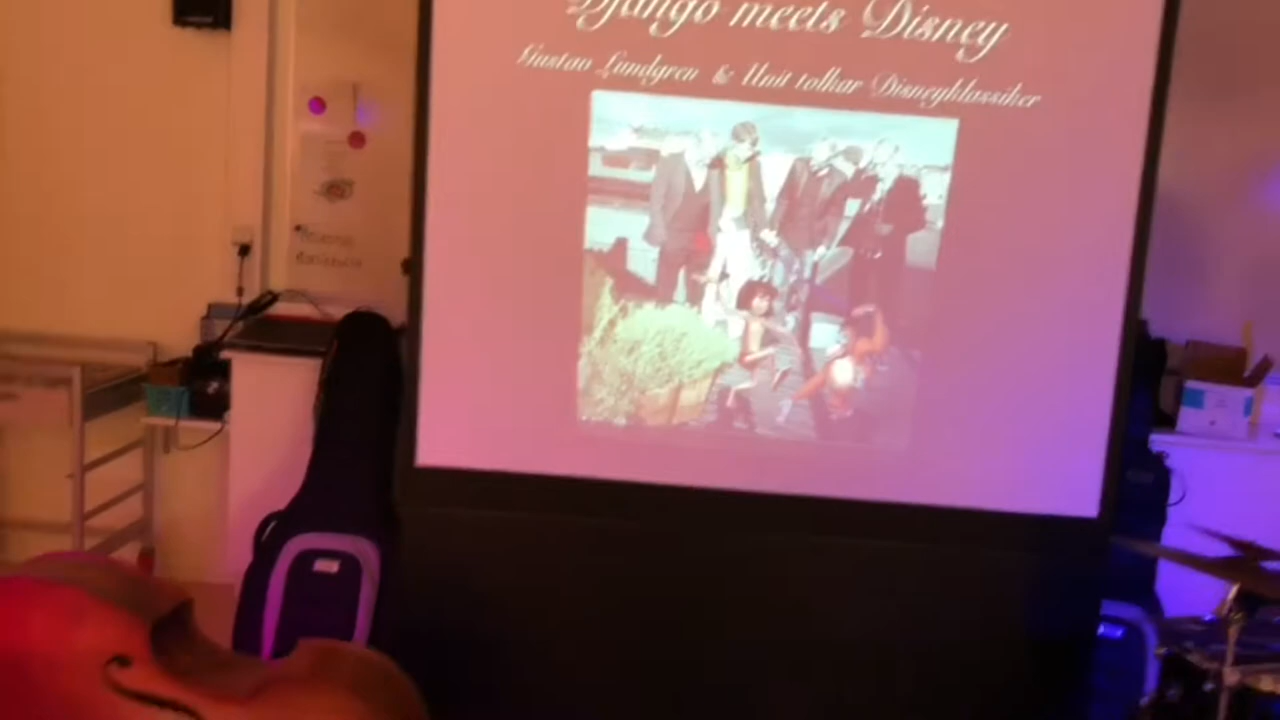 Django meets Disney
Gustav Lundgren & Unit tolkar Disneyklassiker